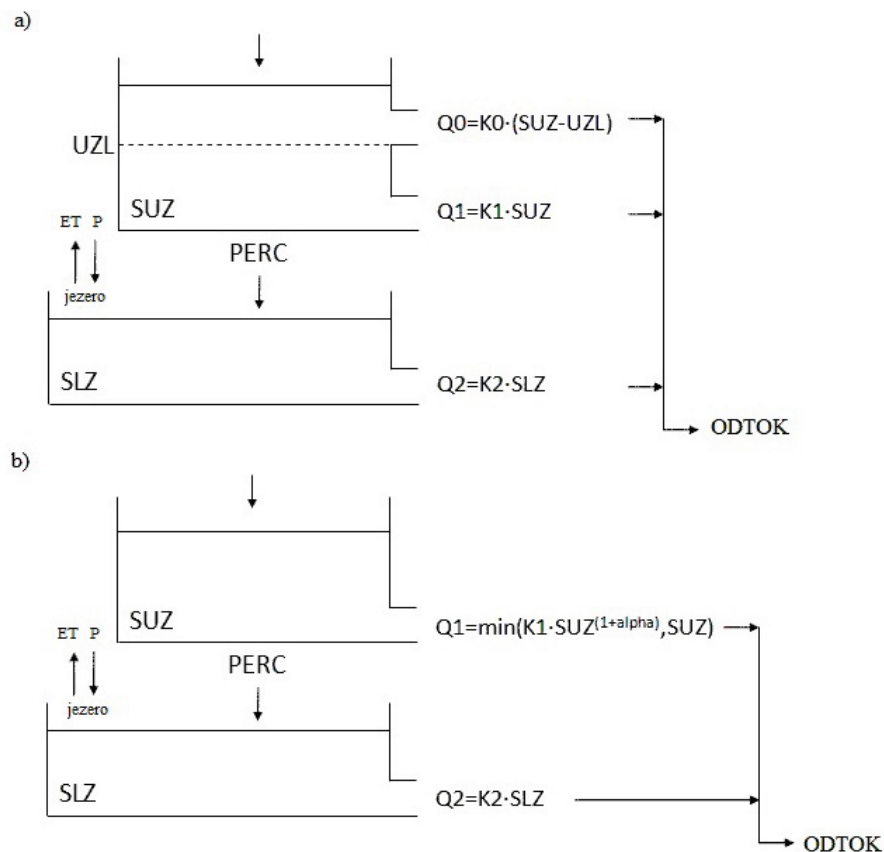 a)
Q0=K0·(SUZ-UZL)
UZL
SUZ
Q1=K1·SUZ
ET P
PERC
jezero
SLZ
Q2=K2·SLZ
ODTOK
b)
SUZ
Q1=min(K1·SUZ^(1+alpha),SUZ)
ET P
PERC
jezero
SLZ
Q2=K2·SLZ
ODTOK